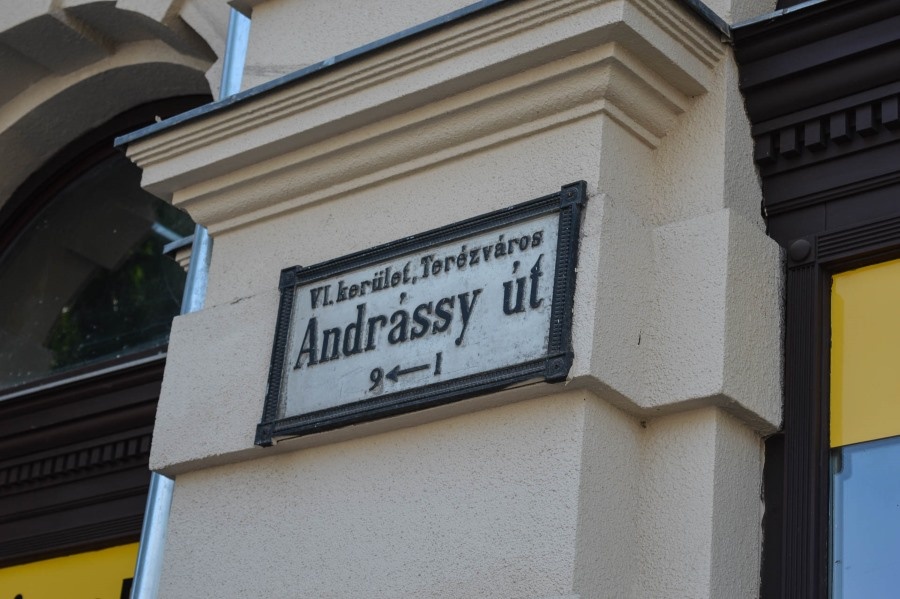 VI. kerület, Terézváros
Andrássy út
9←1